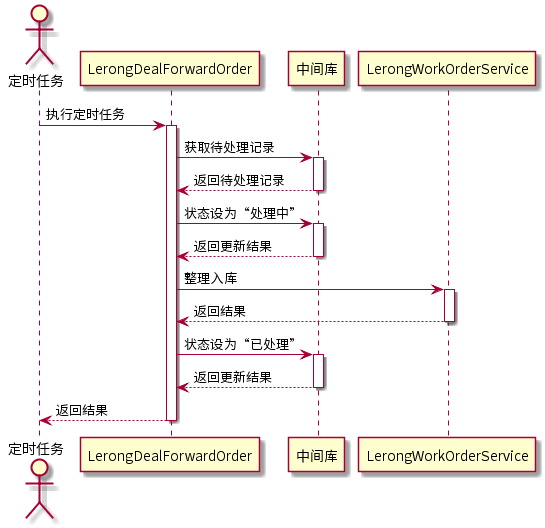 定时任务
LerongDealForwardOrder
中间库
LerongWorkOrderService
执行定时任务
获取待处理记录
返回待处理记录
状态设为“处理中”
返回更新结果
整理入库
返回结果
状态设为“已处理”
返回更新结果
返回结果
定时任务
LerongDealForwardOrder
中间库
LerongWorkOrderService